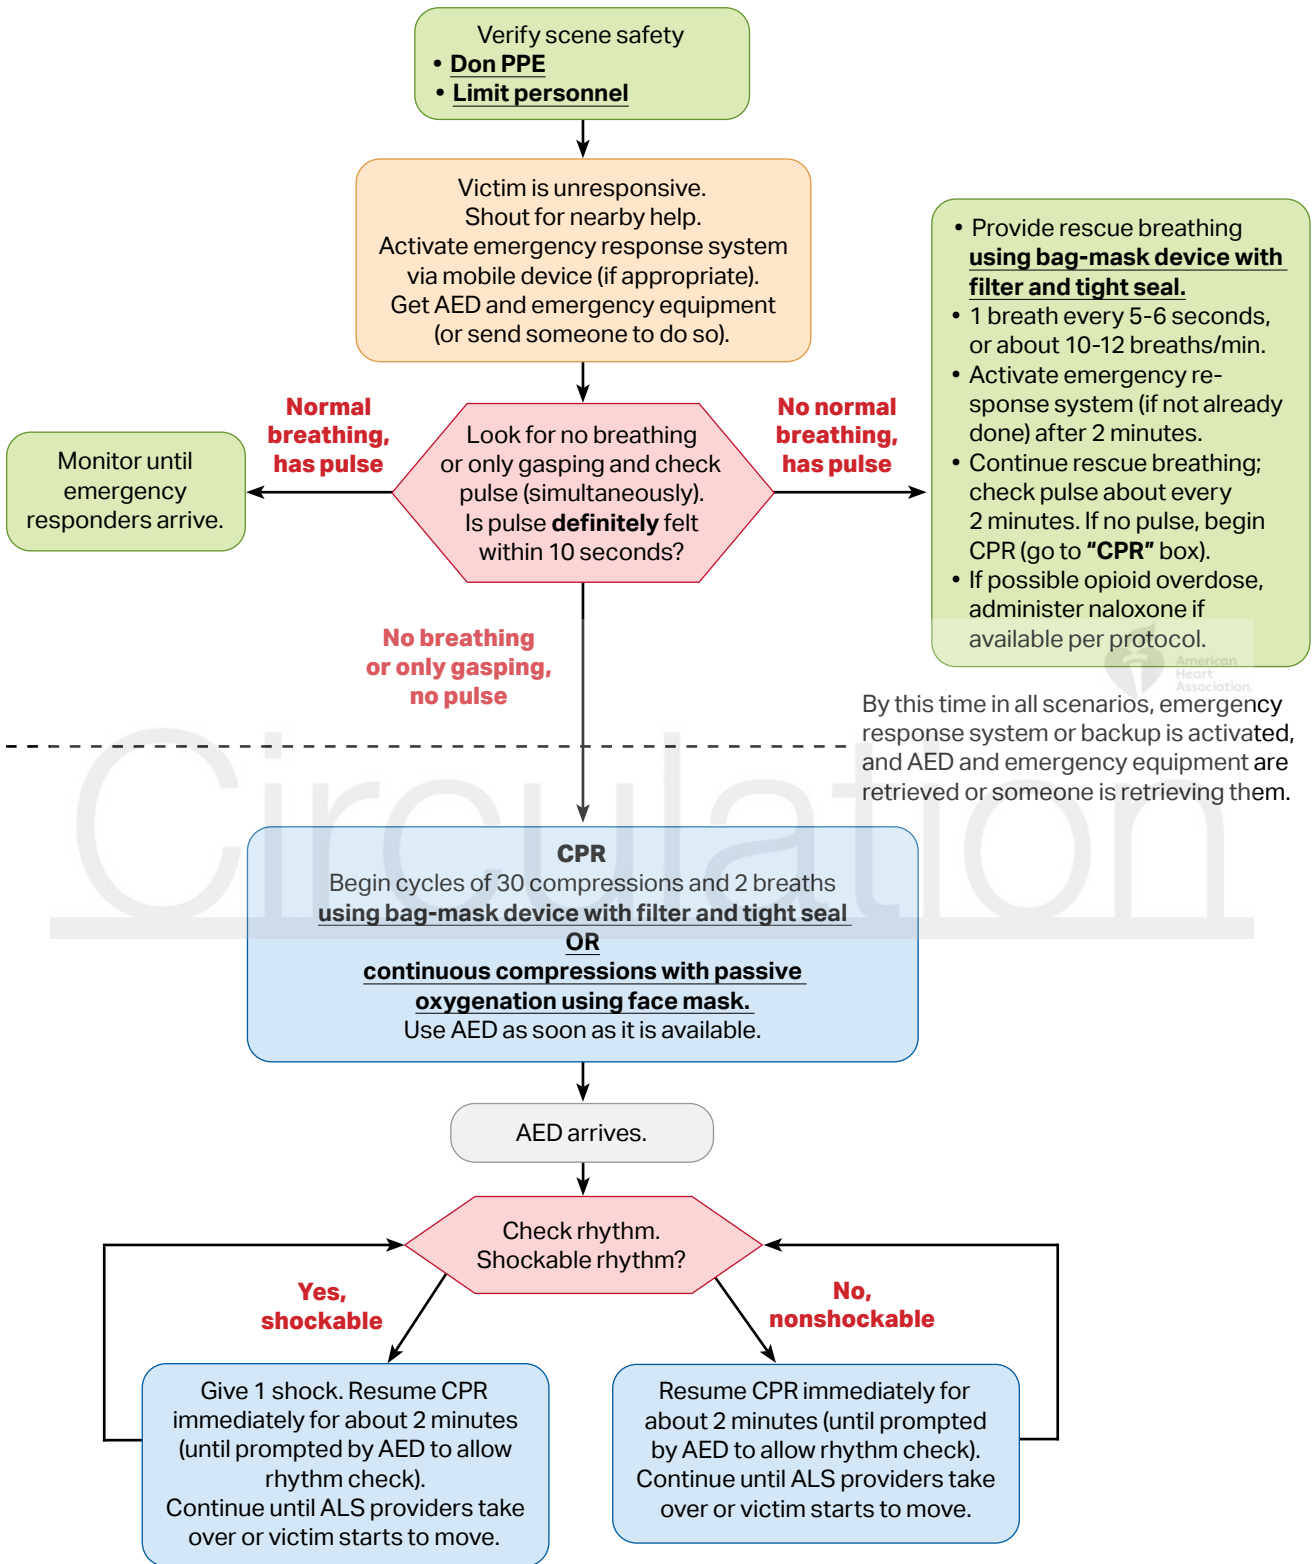 Verify scene safety
• Don PPE
• Limit personnel
Victim is unresponsive.
Shout for nearby help.
Activate emergency response system
via mobile device (if appropriate).
Get AED and emergency equipment
(or send someone to do so).
Normal
breathing,
has pulse
Look for no breathing
or only gasping and check
pulse (simultaneously).
Is pulse definitely felt
within 10 seconds?
No normal
breathing,
has pulse
Monitor until
emergency
responders arrive.
• Provide rescue breathing
using bag-mask device with
filter and tight seal.
• 1 breath every 5-6 seconds,
or about 10-12 breaths/min.
• Activate emergency re-
sponse system (if not already
done) after 2 minutes.
• Continue rescue breathing;
check pulse about every
2 minutes. If no pulse, begin
CPR (go to “CPR” box).
• If possible opioid overdose,
administer naloxone if
available per protocol.
American
Heart
Association.
No breathing
or only gasping,
no pulse
By this time in all scenarios, emergency
response system or backup is activated,
and AED and emergency equipment are
retrieved or someone is retrieving them.
Circulation
CPR
Begin cycles of 30 compressions and 2 breaths
using bag-mask device with filter and tight seal
OR
continuous compressions with passive
oxygenation using face mask.
Use AED as soon as it is available.
AED arrives.
Check rhythm.
Shockable rhythm?
Yes,
shockable
No,
nonshockable
Give 1 shock. Resume CPR
immediately for about 2 minutes
(until prompted by AED to allow
rhythm check).
Continue until ALS providers take
over or victim starts to move.
Resume CPR immediately for
about 2 minutes (until prompted
by AED to allow rhythm check).
Continue until ALS providers take
over or victim starts to move.